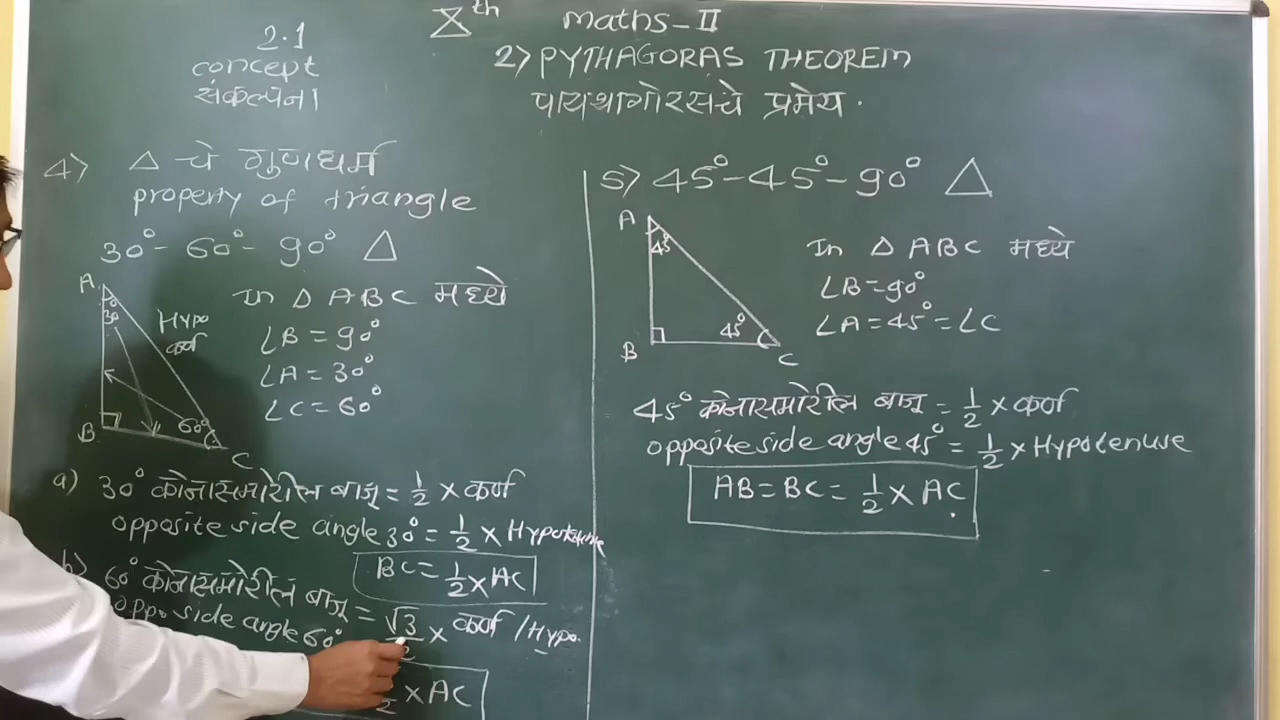 Xth maths-II
2.1
concept
संकल्पना
2) PYTHAGORAS THEOREM
पायथागोरसचे प्रमेय.
4) △ चे गुणधर्म
property of triangle
30°-60°-90° △
A
30°
Hypo
कर्ण
B
60°
C
In △ ABC मध्ये
∠B=90°
∠A=30°
∠C=60°
a) 30° कोनासमोरील बाजू=1/2×कर्ण
opposite side angle 30°=1/2×Hypotenuse
BC=1/2×AC
b) 60° कोनासमोरील बाजू=√3/2×कर्ण/Hypo.
oppo side angle 60°
2×AC
5) 45°-45°-90° △
A
45°
B
45°
C
In △ ABC मध्ये
∠B=90°
∠A=45°=∠C
45° कोनासमोरील बाजू=1/2×कर्ण
opposite side angle 45°=1/2×Hypotenuse
AB=BC=1/2×AC.